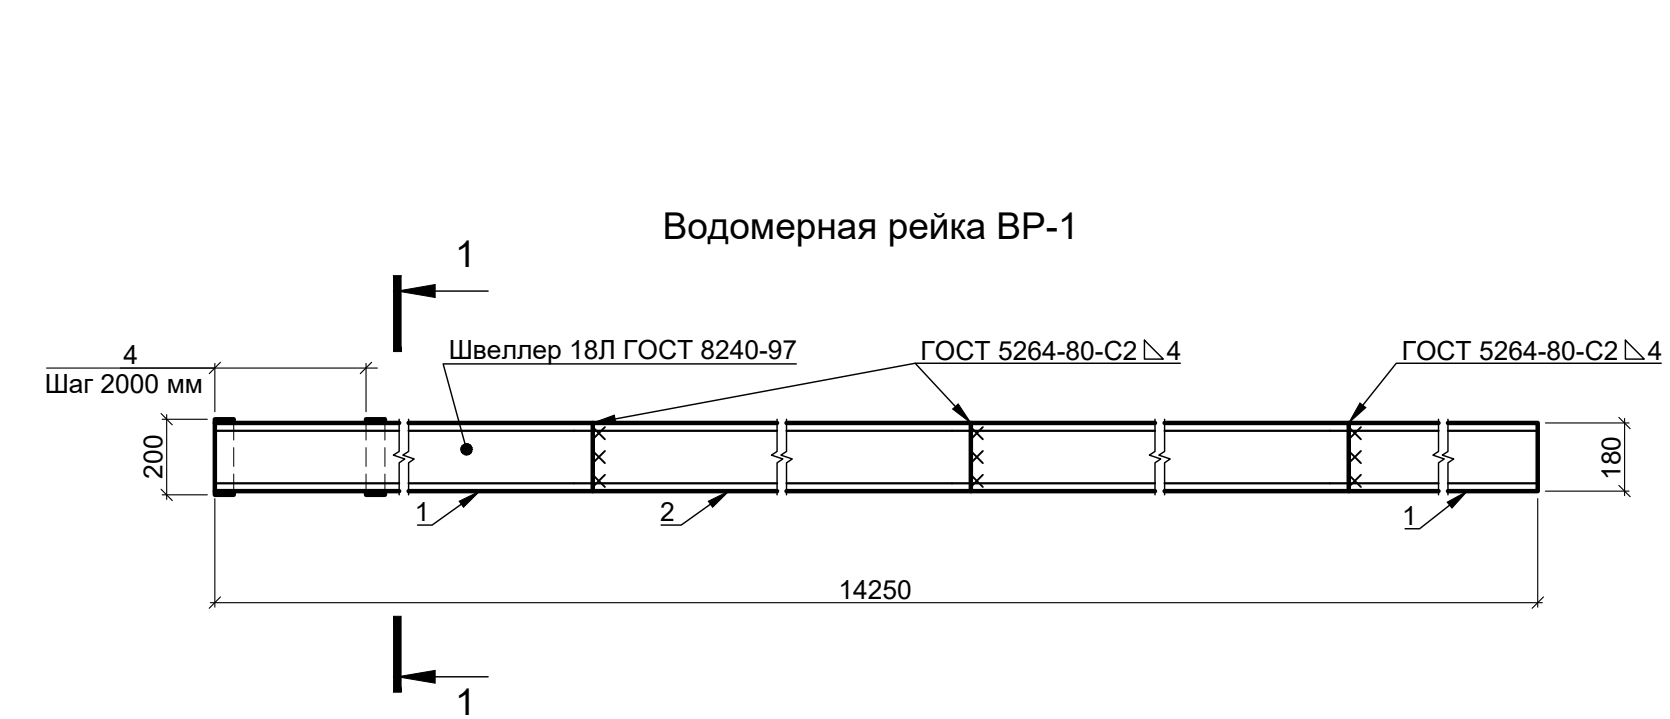 Водомерная рейка ВР-1
1
4
Шаг 2000 мм
Швеллер 18Л ГОСТ 8240-97
ГОСТ 5264-80-С2 ◺4
ГОСТ 5264-80-С2 ◺4
200
180
1
2
1
14250
1